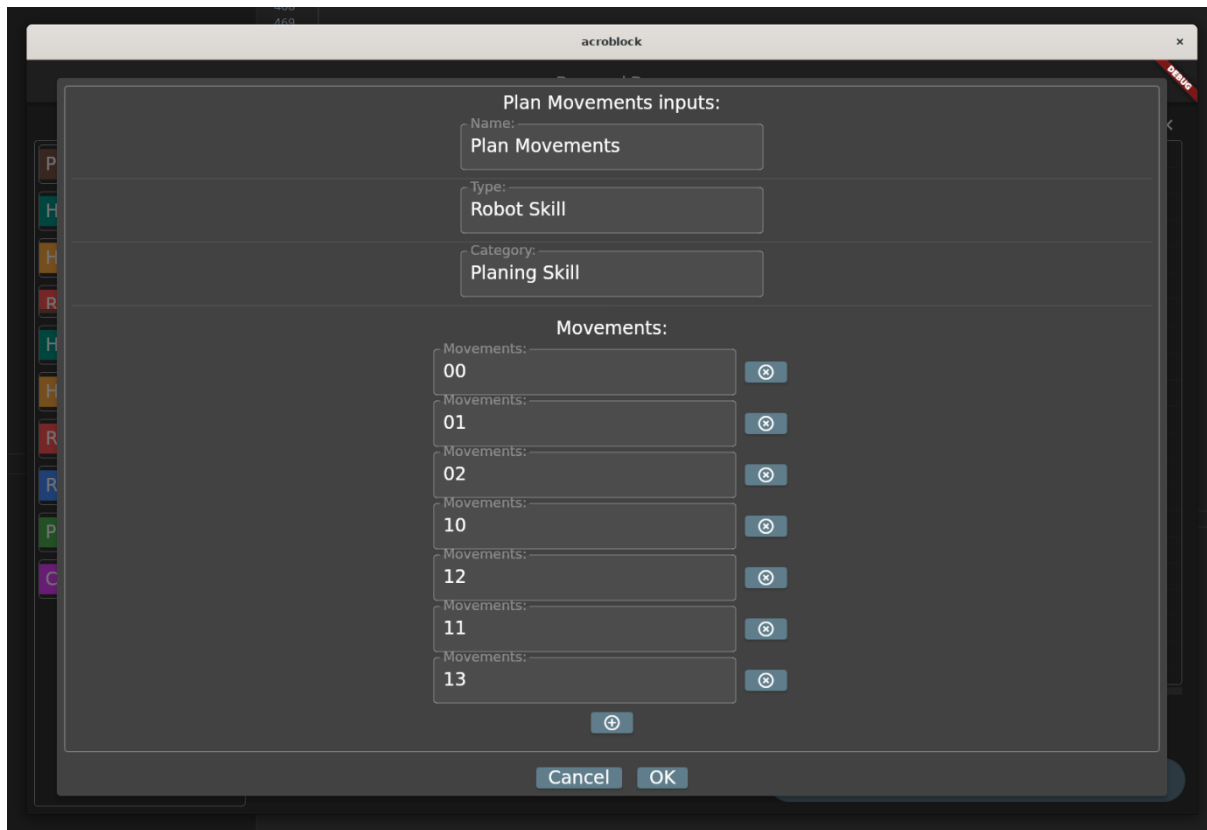 469
acroblock
×
DEBUG
Plan Movements inputs:
Name:
Plan Movements
Type:
Robot Skill
Category:
Planing Skill
Movements:
Movements:
00
Movements:
01
Movements:
02
Movements:
10
Movements:
12
Movements:
11
Movements:
13
Cancel OK
P
H
H
R
H
H
R
R
P
C